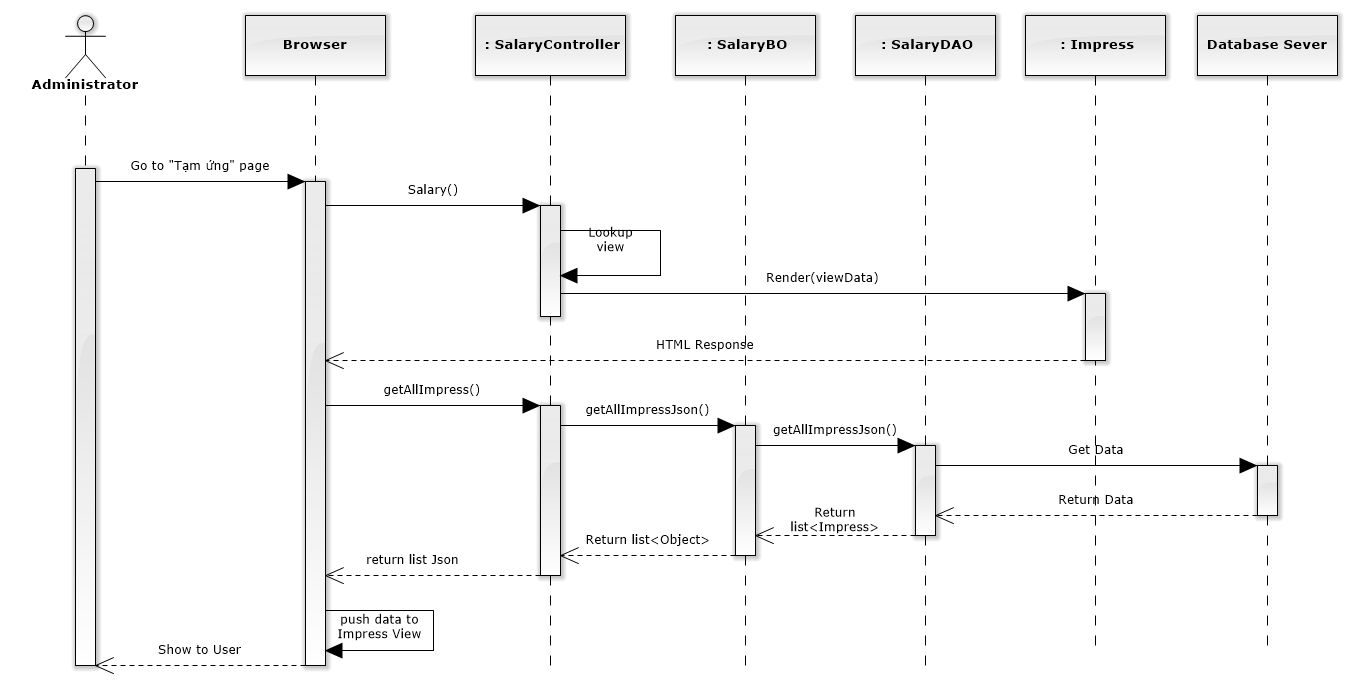 Administrator
Browser
: SalaryController
: SalaryBO
: SalaryDAO
: Impress
Database Sever
Go to "Tạm ứng" page
Salary()
Lookup
view
Render(viewData)
HTML Response
getAllImpress()
getAllImpressJson()
getAllImpressJson()
Get Data
Return Data
Return
list<Impress>
Return list<Object>
return list Json
push data to
Impress View
Show to User